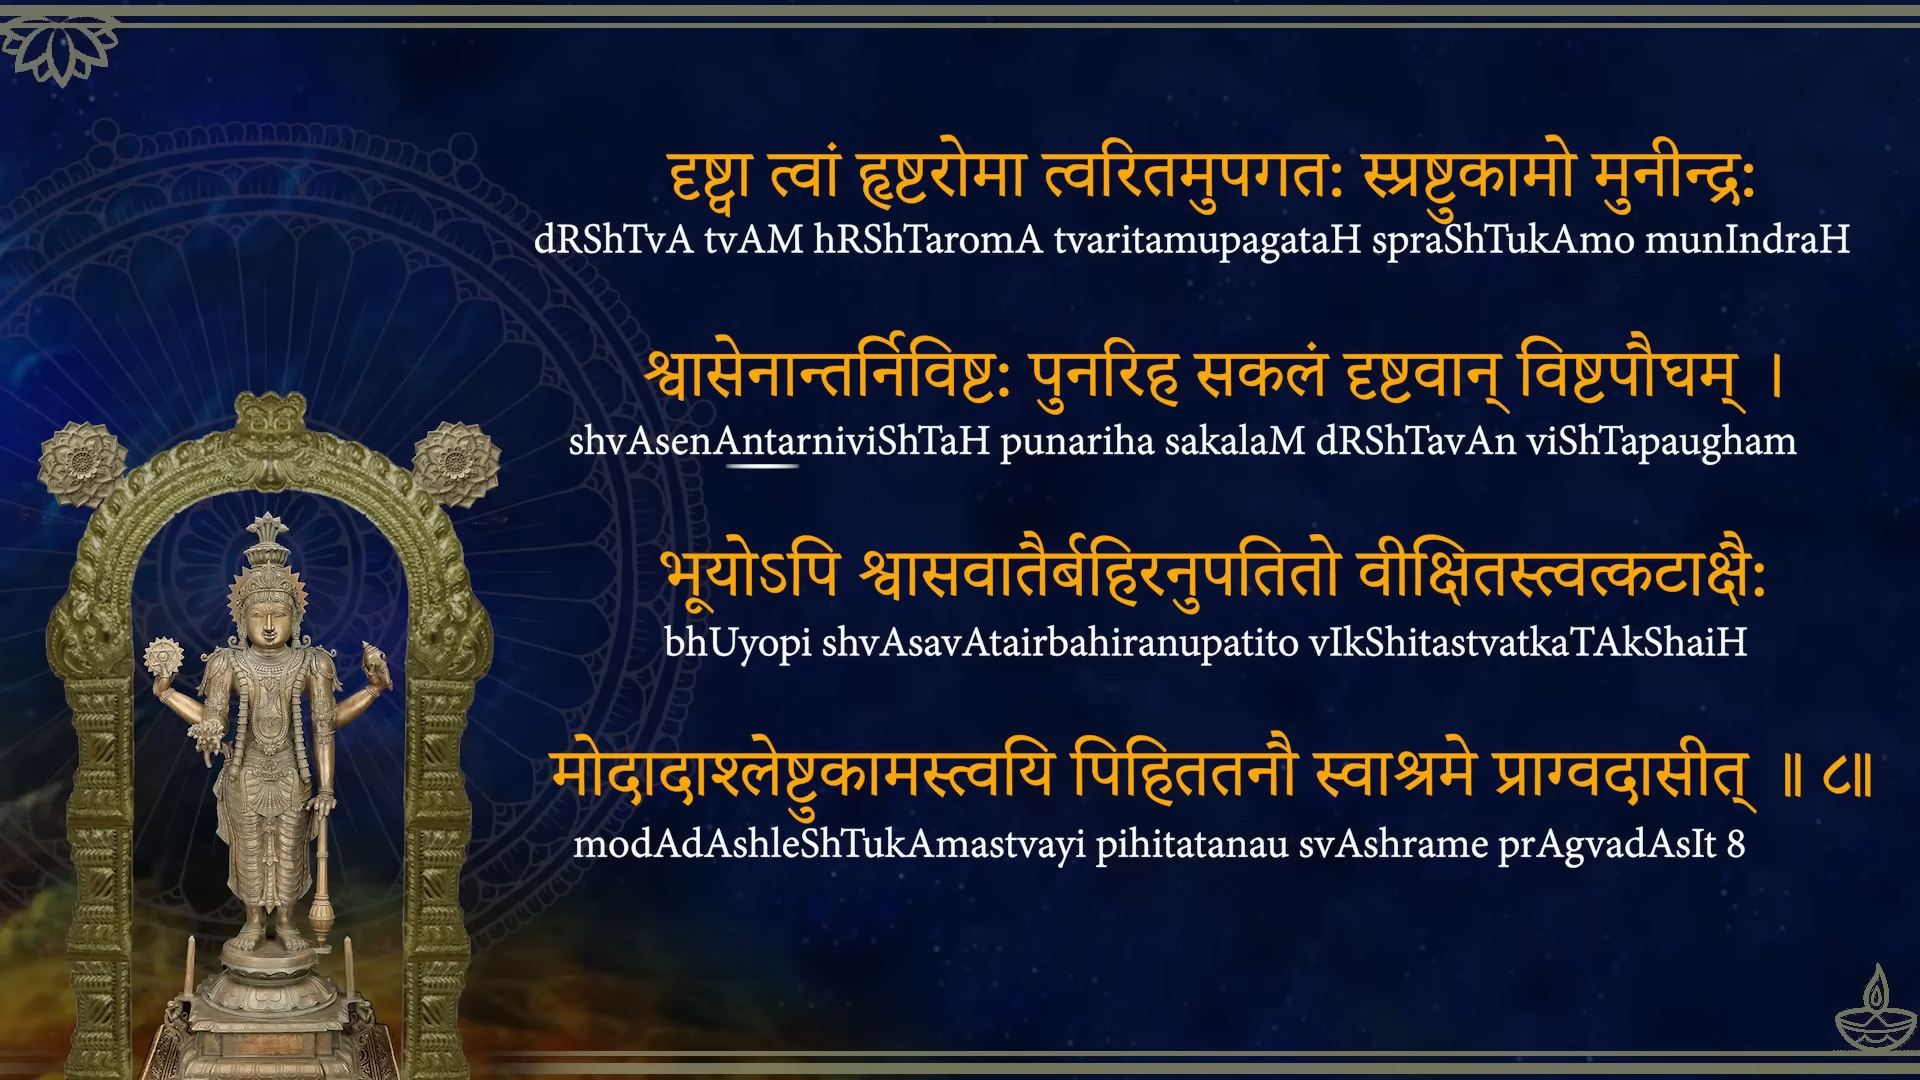 दृष्ट्वा त्वां हृष्टरोमा त्वरितमुपगत: स्प्रष्टुकामो मुनीन्द्र:
dRShTvA tvAM hRShTaromA tvaritamupagataH spraShTukAmo munIndraH
श्वासेनान्तर्निविष्ट: पुनरिह सकलं दृष्टवान् विष्टपौघम् ।
shvAsenAntarniviShTaH punariha sakalaM dRShTavAn viShTapaugham
भूयोऽपि श्वासवातैर्बहिरनुपतितो वीक्षितस्त्वत्कटाक्षै:
bhUyopi shvAsavAtairbahiranupatito vIkShitastvatkaTAkShaiH
मोदादाश्लेष्टुकामस्त्वयि पिहिततनौ स्वाश्रमे प्राग्वदासीत् ॥ ८॥
modAdAshleShTukAmastvayi pihitatanau svAshrame prAgvadAsIt 8